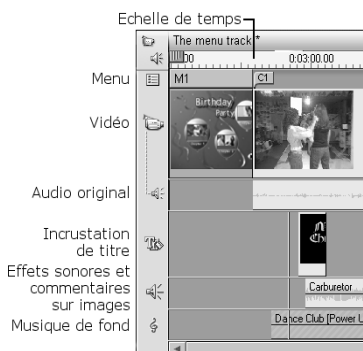 Echelle de temps
The menu track *
0:03:00.00
Menu
M1
C1
Birthday
Party
Vidéo
Audio original
Incrustation
de titre
Effets sonores et
commentaires
sur images
Carburetor
Musique de fond
Dance Club [Power U